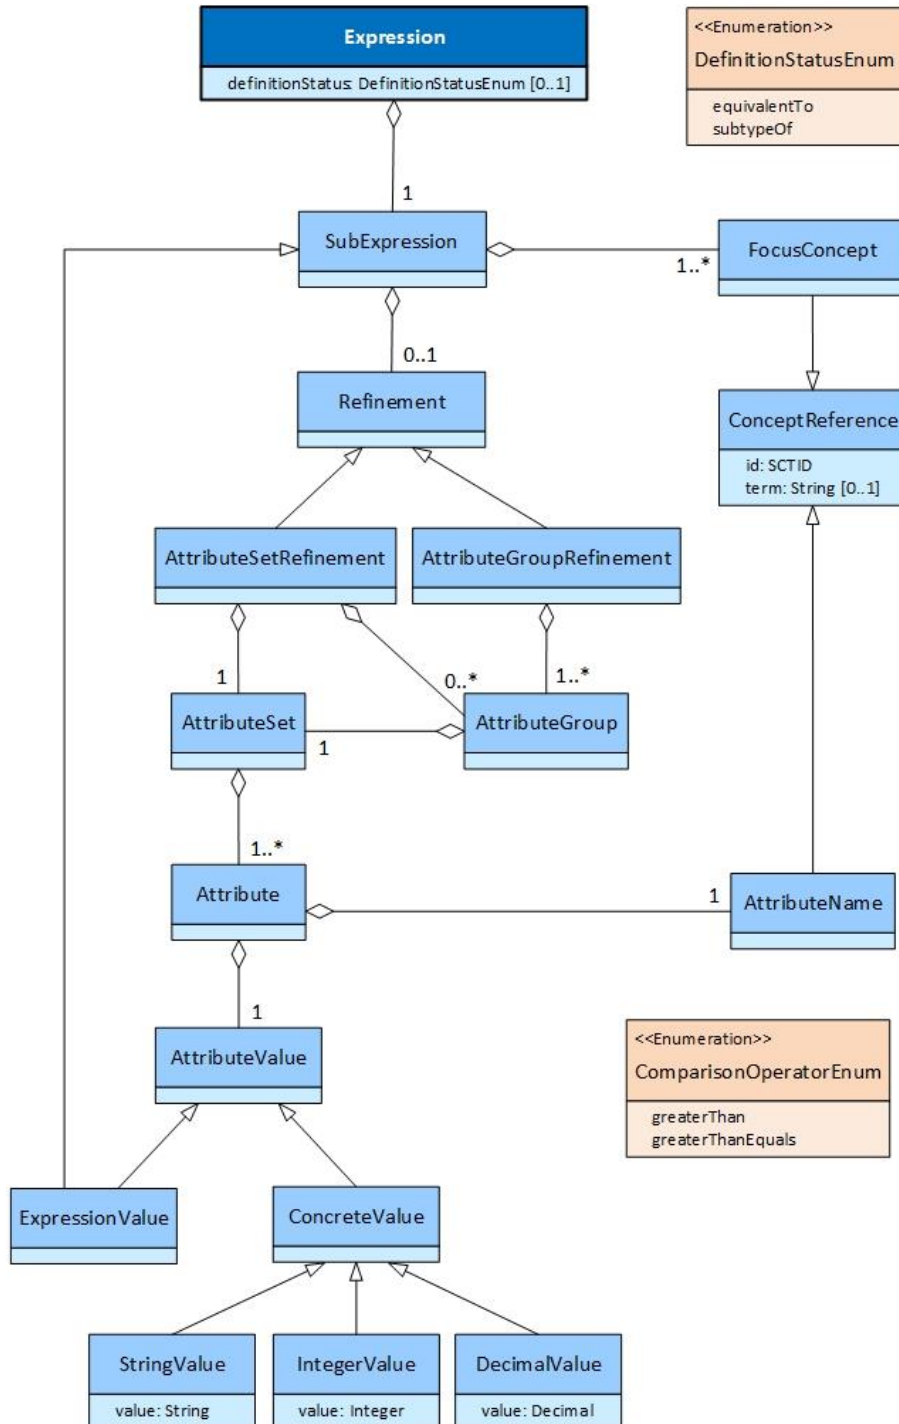 Expression
definitionStatus: DefinitionStatusEnum [0..1]
<<Enumeration>>
DefinitionStatusEnum
equivalentTo
subtypeOf
1
SubExpression
FocusConcept
1..*
0..1
Refinement
ConceptReference
id: SCTID
term: String [0..1]
AttributeSetRefinement
AttributeGroupRefinement
1
0..*
1..*
AttributeSet
AttributeGroup
1
1..*
Attribute
1
AttributeName
1
AttributeValue
<<Enumeration>>
ComparisonOperatorEnum
greaterThan
greaterThanEquals
ExpressionValue
ConcreteValue
StringValue
value: String
IntegerValue
value: Integer
DecimalValue
value: Decimal